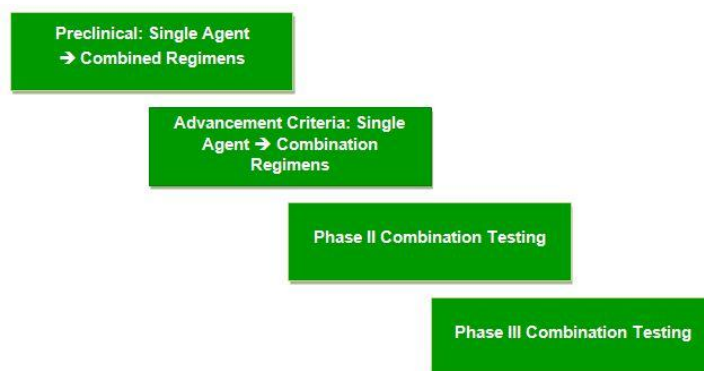 Preclinical: Single Agent
➔ Combined Regimens
Advancement Criteria: Single
Agent ➔ Combination
Regimens
Phase II Combination Testing
Phase III Combination Testing